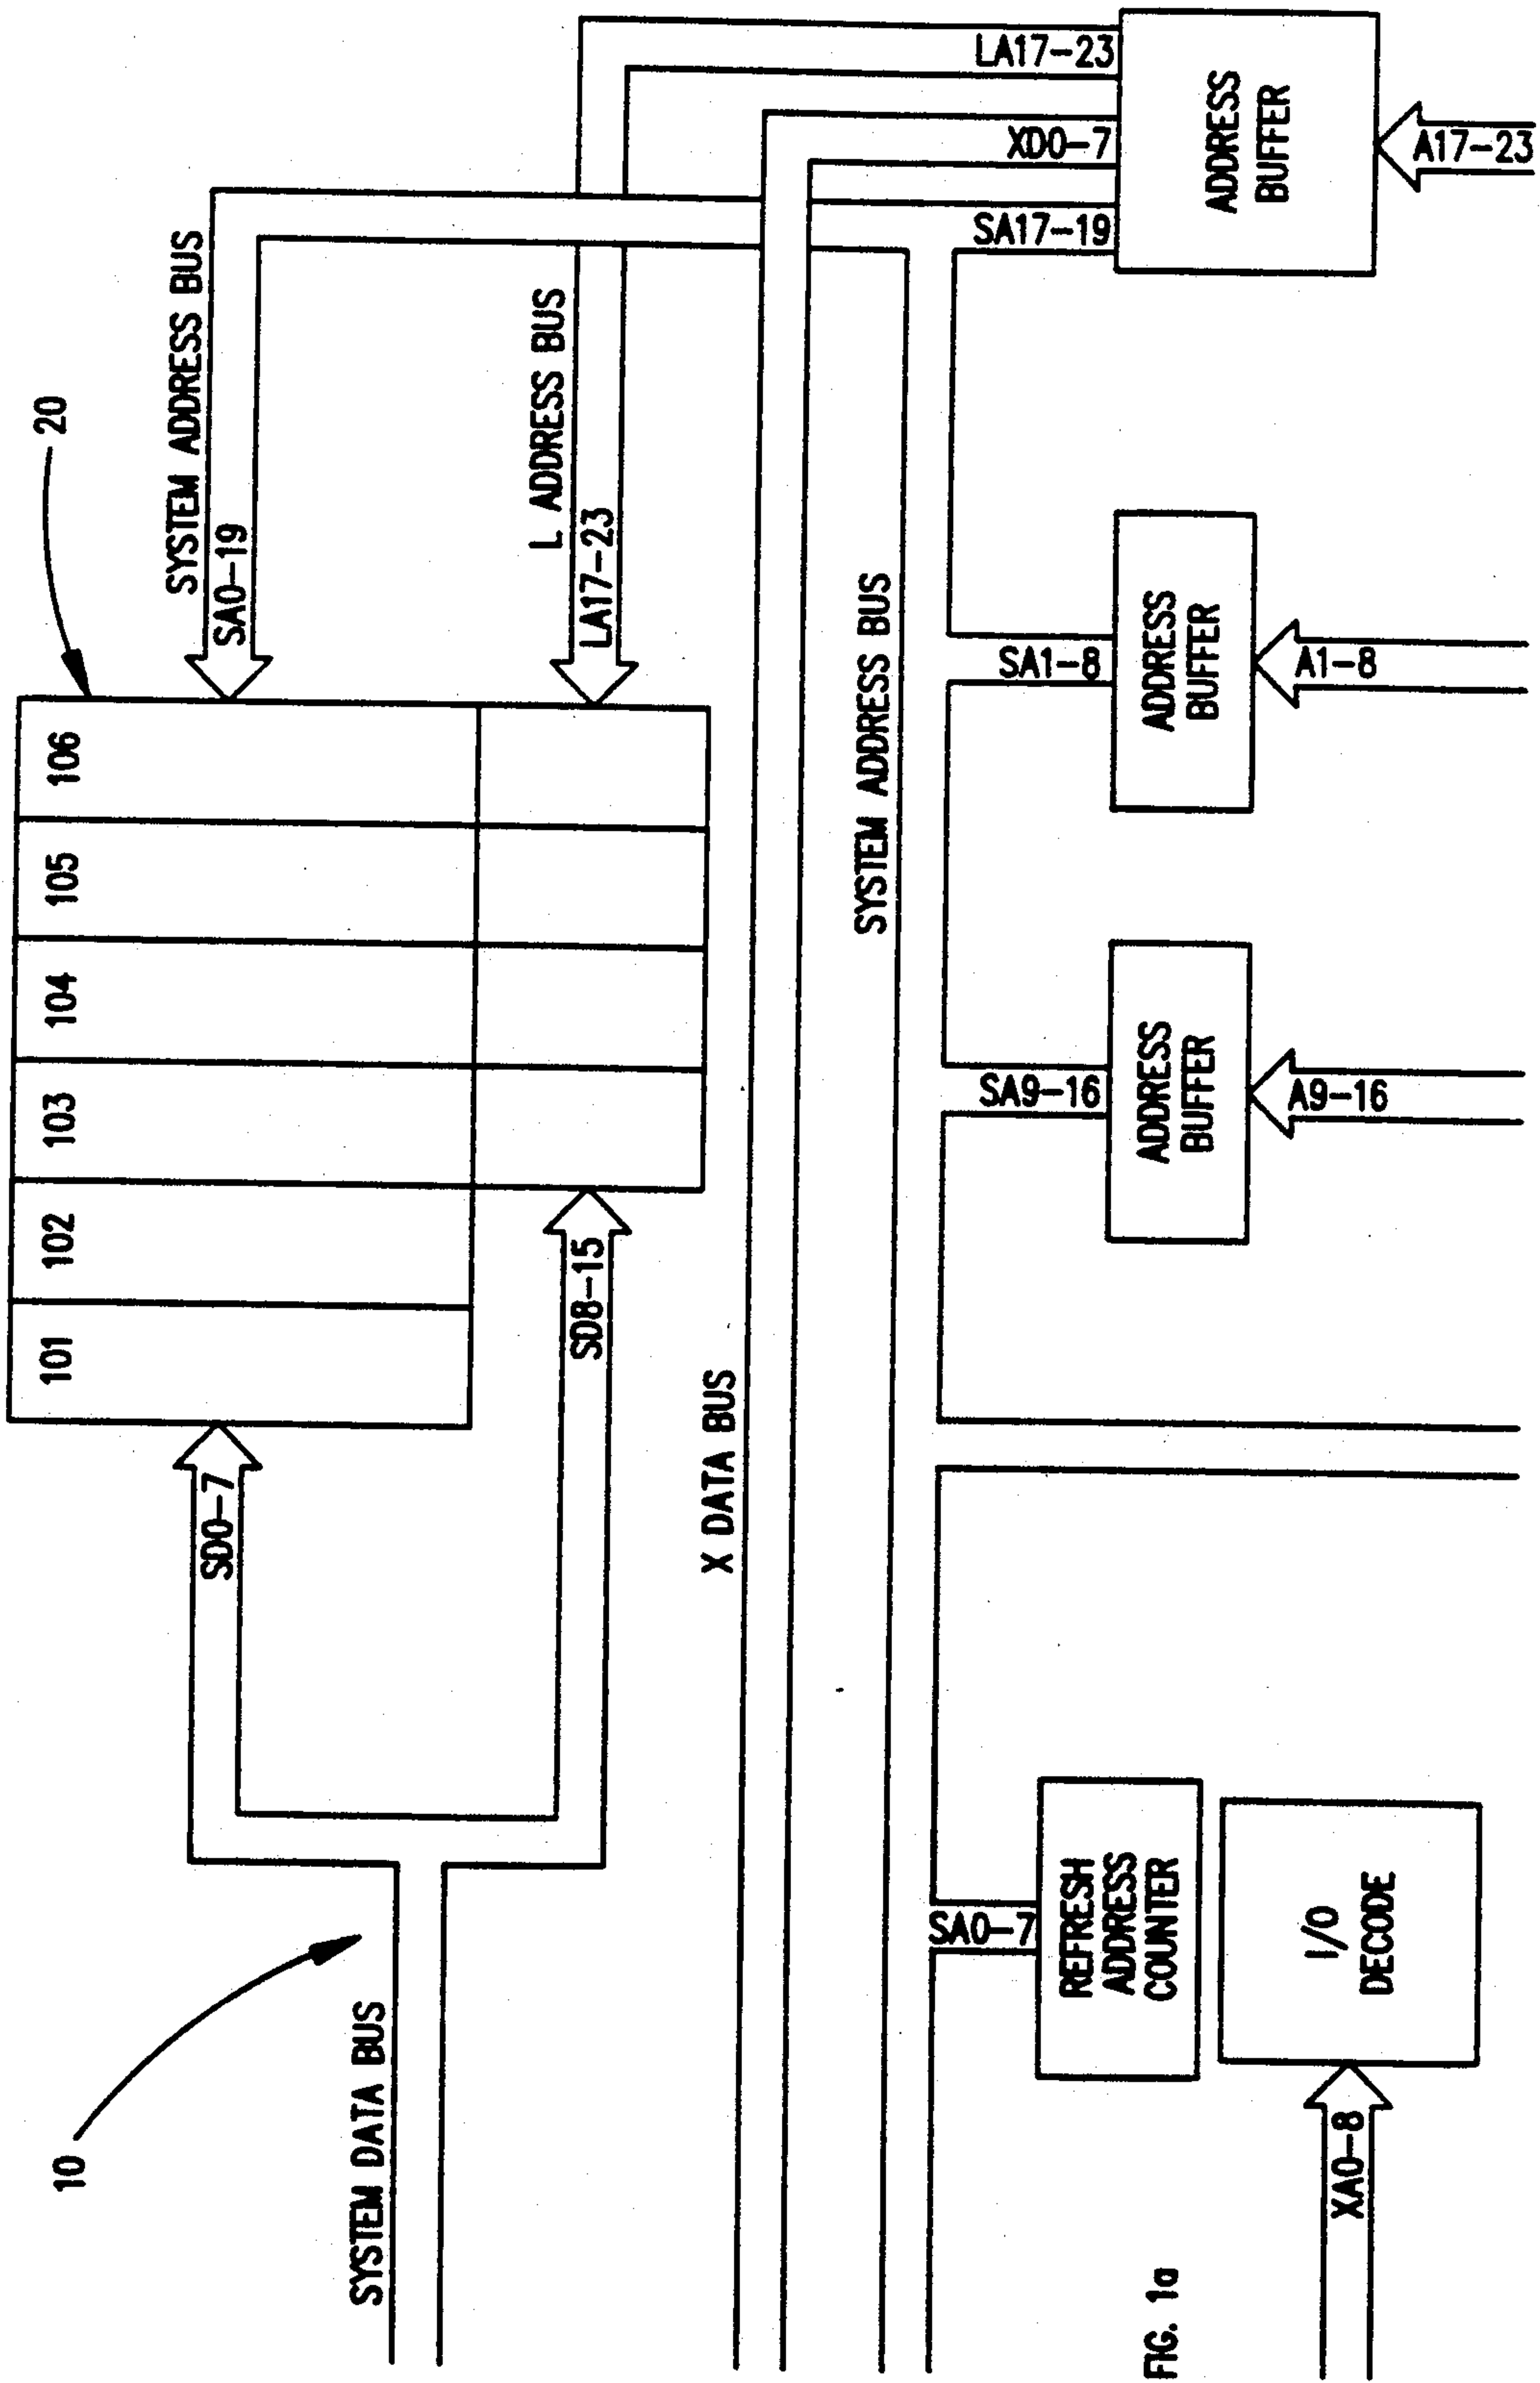 10
20
SYSTEM DATA BUS
SD0-7
SD8-15
101
102
103
104
105
106
SYSTEM ADDRESS BUS
SA0-19
L ADDRESS BUS
LA17-23
X DATA BUS
SYSTEM ADDRESS BUS
SA0-7
SA9-16
SA1-8
SA17-19
XD0-7
LA17-23
REFRESH
ADDRESS
COUNTER
I/O
DECODE
XA0-8
ADDRESS
BUFFER
A9-16
ADDRESS
BUFFER
A1-8
ADDRESS
BUFFER
A17-23
FIG. 1a